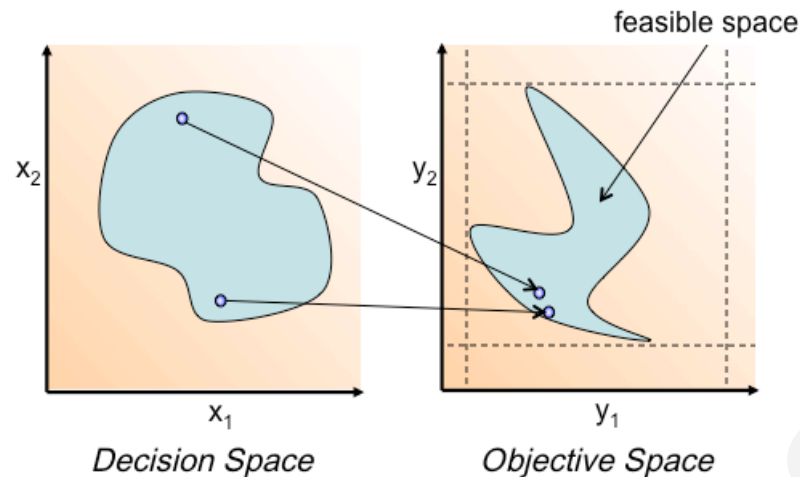 feasible space
x₂
y₂
x₁
y₁
Decision Space
Objective Space